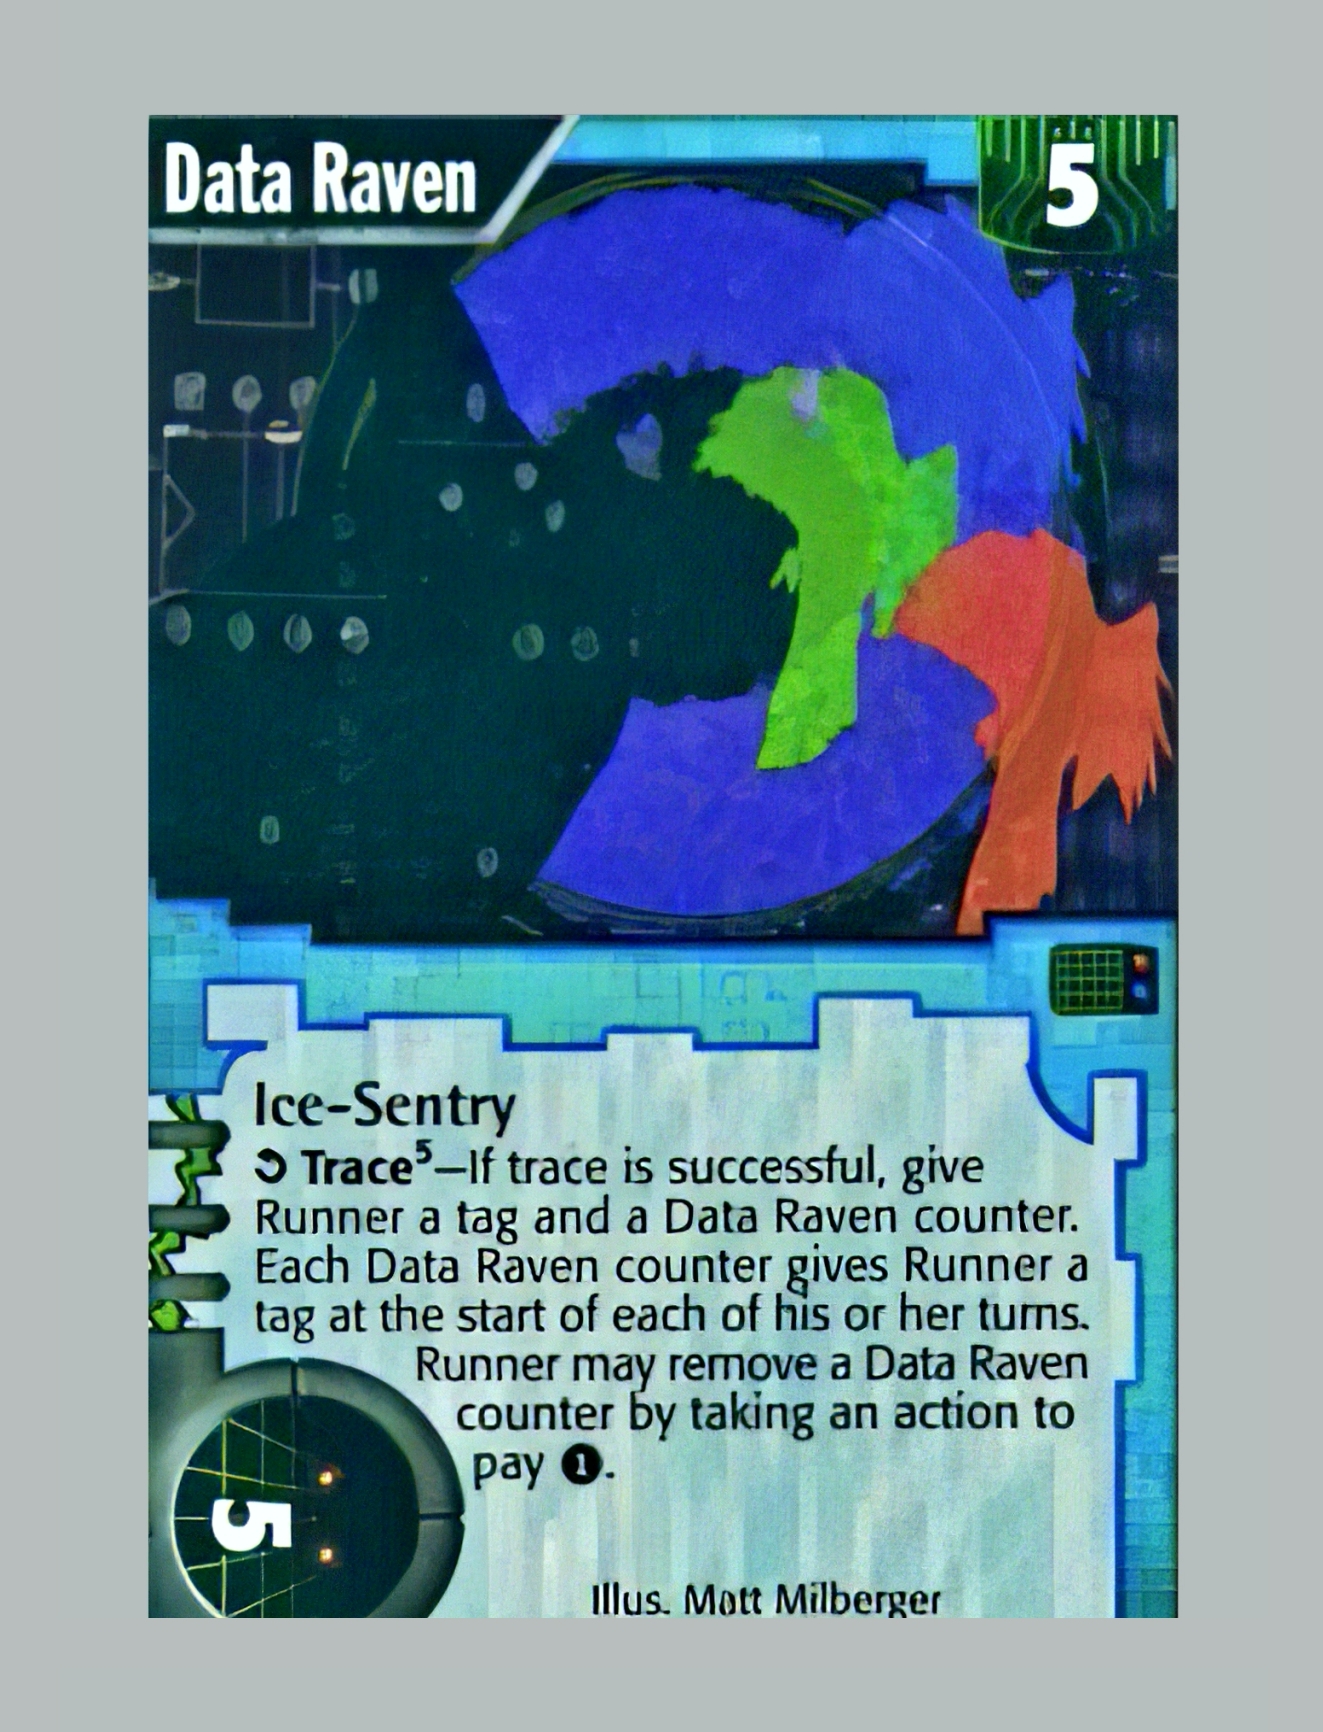 Data Raven
5
Ice-Sentry
Trace⁵—If trace is successful, give
Runner a tag and a Data Raven counter.
Each Data Raven counter gives Runner a
tag at the start of each of his or her turns.
Runner may remove a Data Raven
counter by taking an action to
pay 1.
5
Illus. Matt Milberger